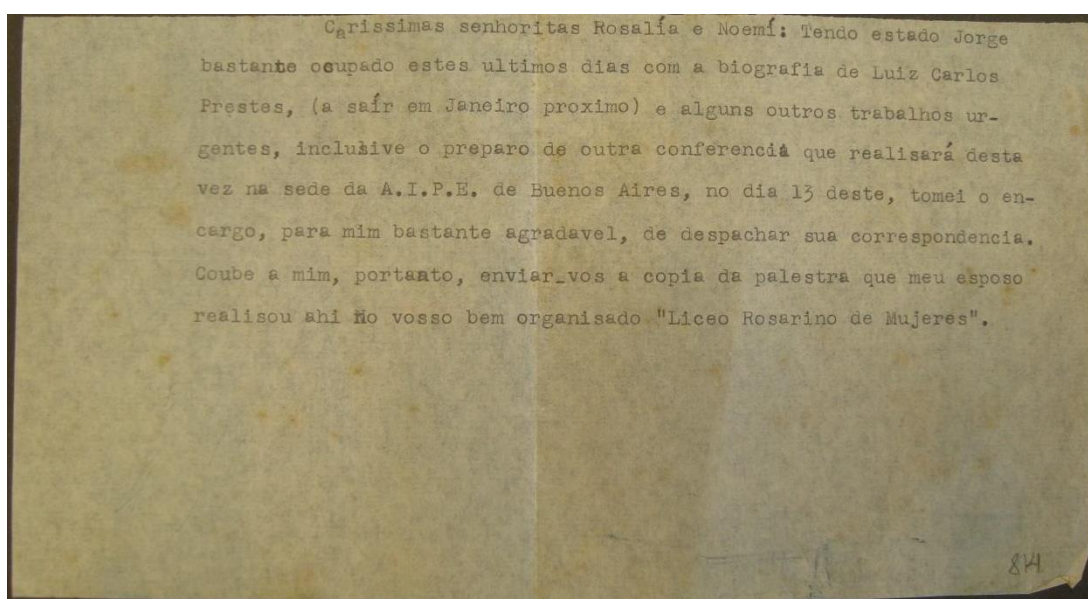 Carissimas senhoritas Rosalía e Noemí: Tendo estado Jorge
bastante ocupado estes ultimos dias com a biografia de Luiz Carlos
Prestes, (a saír em Janeiro proximo) e alguns outros trabalhos ur-
gentes, inclusive o preparo de outra conferencia que realisará desta
vez na sede da A.I.P.E. de Buenos Aires, no dia 13 deste, tomei o en-
cargo, para mim bastante agradavel, de despachar sua correspondencia.
Coube a mim, portanto, enviar_vos a copia da palestra que meu esposo
realisou ahi no vosso bem organisado "Liceo Rosarino de Mujeres".
814